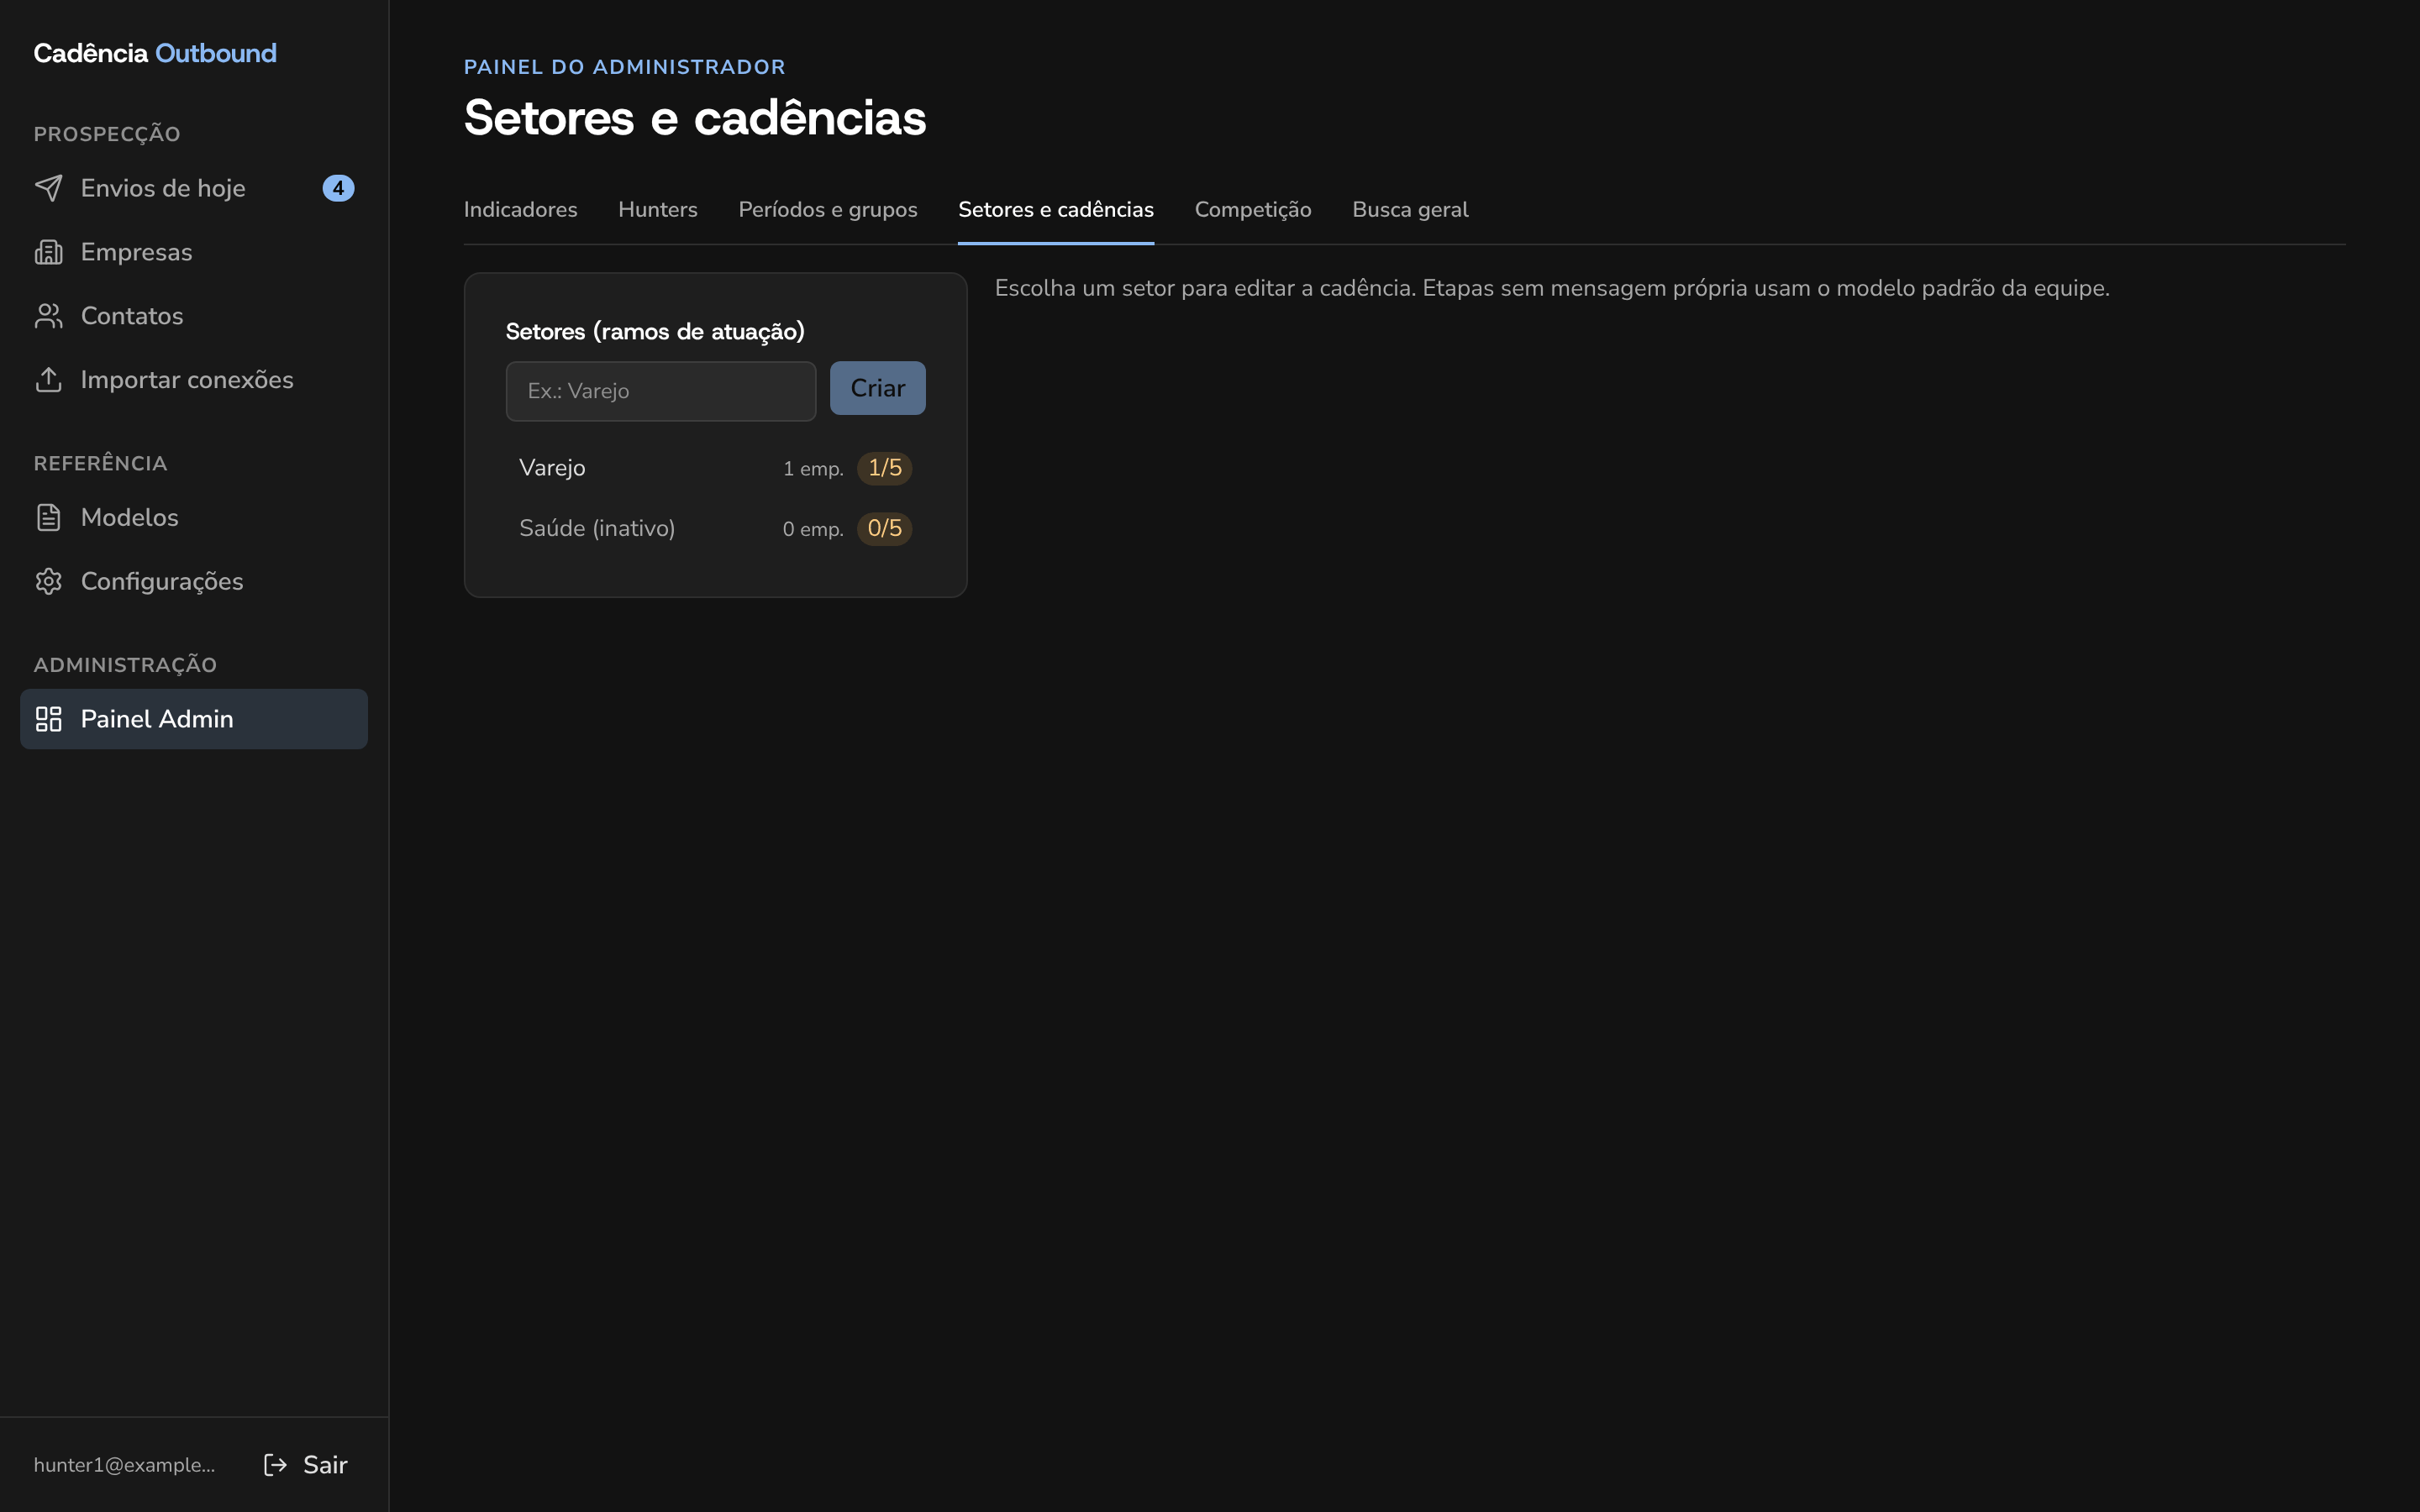 Cadência Outbound
PROSPECÇÃO
Envios de hoje 4
Empresas
Contatos
Importar conexões
REFERÊNCIA
Modelos
Configurações
ADMINISTRAÇÃO
Painel Admin
hunter1@example... Sair
PAINEL DO ADMINISTRADOR
Setores e cadências
Indicadores Hunters Períodos e grupos Setores e cadências Competição Busca geral
Setores (ramos de atuação)
Ex.: Varejo Criar
Varejo 1 emp. 1/5
Saúde (inativo) 0 emp. 0/5
Escolha um setor para editar a cadência. Etapas sem mensagem própria usam o modelo padrão da equipe.